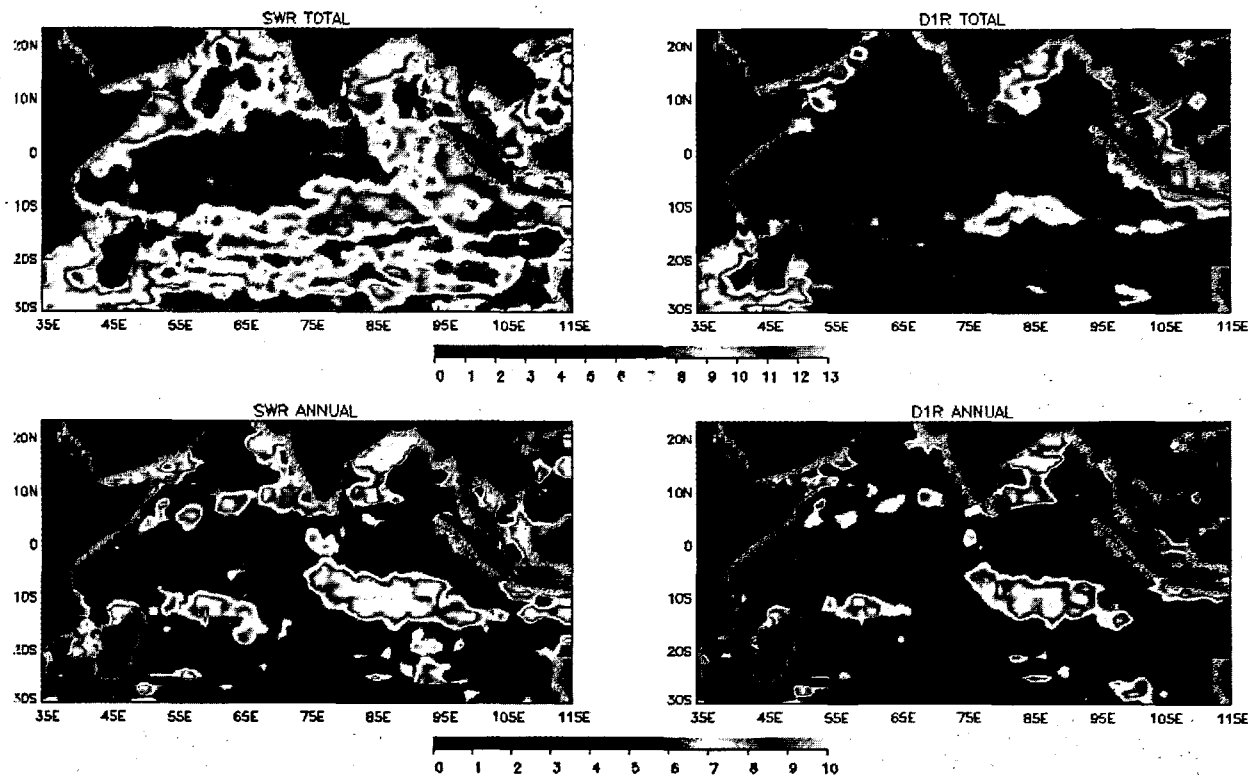 SWR TOTAL
20N
10N
0
10S
20S
30S
35E 45E 55E 65E 75E 85E 95E 105E 115E
D1R TOTAL
20N
10N
0
10S
20S
30S
35E 45E 55E 65E 75E 85E 95E 105E 115E
0 1 2 3 4 5 6 7 8 9 10 11 12 13
SWR ANNUAL
20N
10N
0
10S
20S
30S
35E 45E 55E 65E 75E 85E 95E 105E 115E
D1R ANNUAL
20N
10N
0
10S
20S
30S
35E 45E 55E 65E 75E 85E 95E 105E 115E
0 1 2 3 4 5 6 7 8 9 10